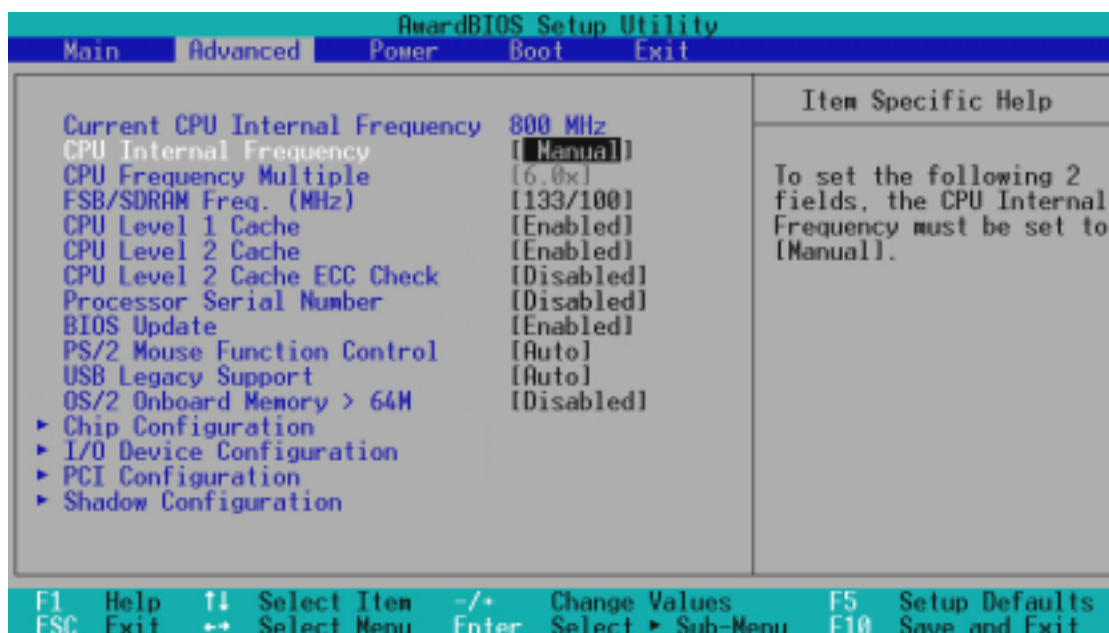 AwardBIOS Setup Utility
Main Advanced Power Boot Exit
Item Specific Help
Current CPU Internal Frequency 800 MHz
CPU Internal Frequency [ Manual]
CPU Frequency Multiple [6.0x]
FSB/SDRAM Freq. (MHz) [133/100]
CPU Level 1 Cache [Enabled]
CPU Level 2 Cache [Enabled]
CPU Level 2 Cache ECC Check [Disabled]
Processor Serial Number [Disabled]
BIOS Update [Enabled]
PS/2 Mouse Function Control [Auto]
USB Legacy Support [Auto]
OS/2 Onboard Memory > 64M [Disabled]
▸ Chip Configuration
▸ I/O Device Configuration
▸ PCI Configuration
▸ Shadow Configuration
To set the following 2
fields, the CPU Internal
Frequency must be set to
[Manual].
F1 Help ↑↓ Select Item -/+ Change Values F5 Setup Defaults
ESC Exit ←→ Select Menu Enter Select ▸ Sub-Menu F10 Save and Exit